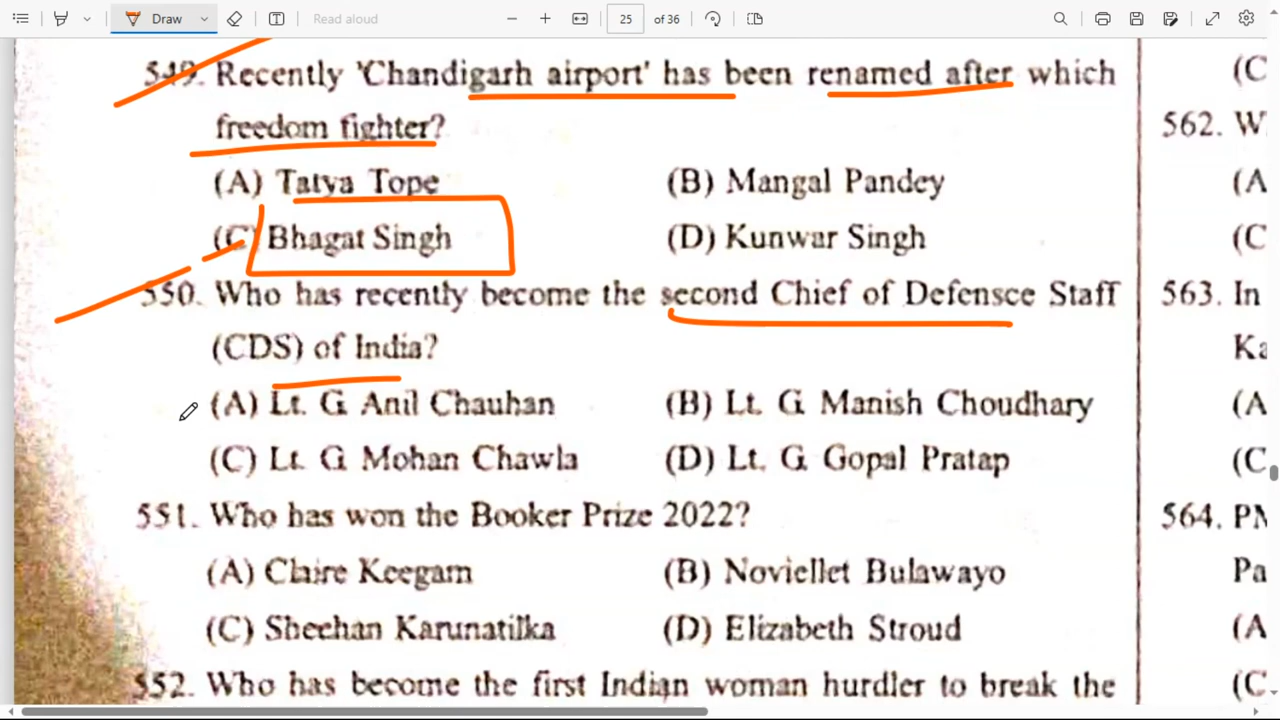 Draw
Read aloud
25
of 36
549. Recently 'Chandigarh airport' has been renamed after which
freedom fighter?
(A) Tatya Tope
(B) Mangal Pandey
(C) Bhagat Singh
(D) Kunwar Singh
550. Who has recently become the second Chief of Defensce Staff
(CDS) of India?
(A) Lt. G. Anil Chauhan
(B) Lt. G. Manish Choudhary
(C) Lt. G. Mohan Chawla
(D) Lt. G. Gopal Pratap
551. Who has won the Booker Prize 2022?
(A) Claire Keegam
(B) Noviellet Bulawayo
(C) Sheehan Karunatilka
(D) Elizabeth Stroud
552. Who has become the first Indian woman hurdler to break the
(C
562. W
(A
(C
563. In
Ka
(A
(C
564. PM
Pa
(A
(C